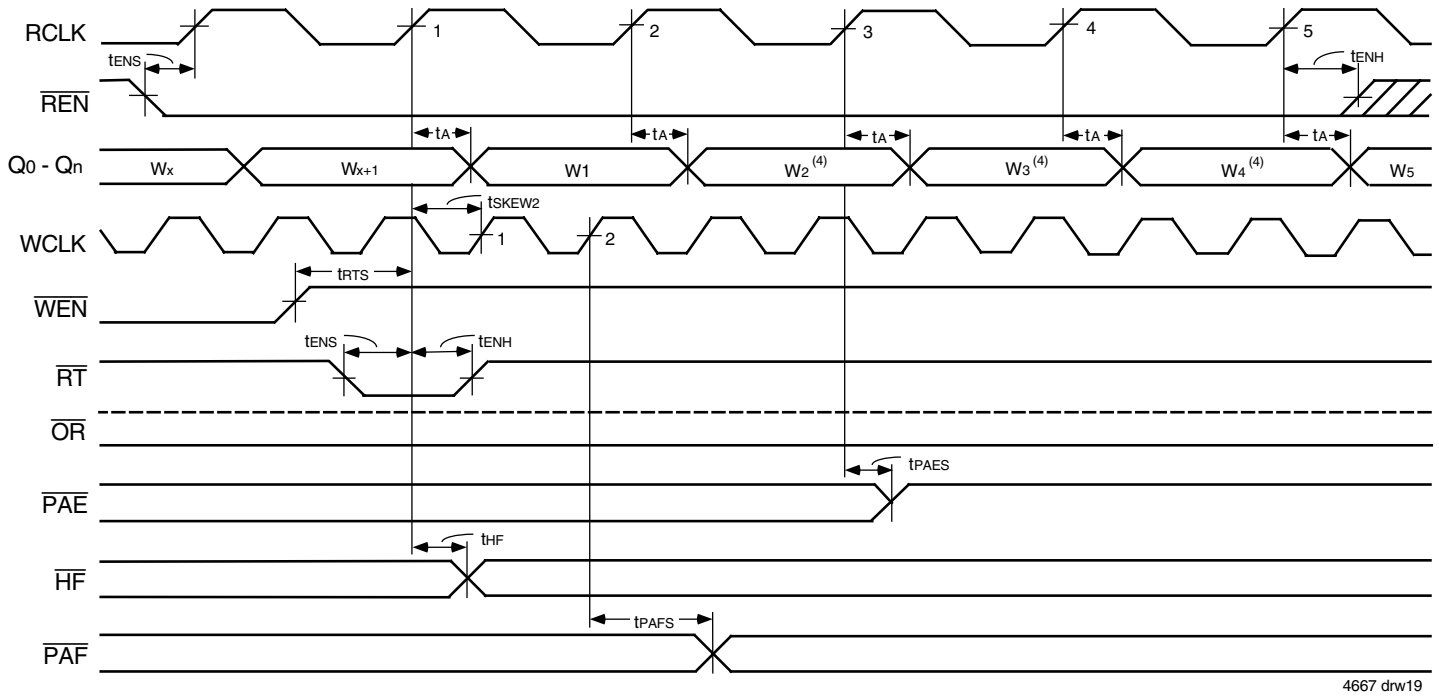 RCLK 1 2 3 4 5
tENS tENH
REN
tA tA tA tA tA
Q0 - Qn Wx Wx+1 W1 W2(4) W3(4) W4(4) W5
tSKEW2
WCLK 1 2
tRTS
WEN
tENS tENH
RT
OR
tPAES
PAE
tHF
HF
tPAFS
PAF
4667 drw19